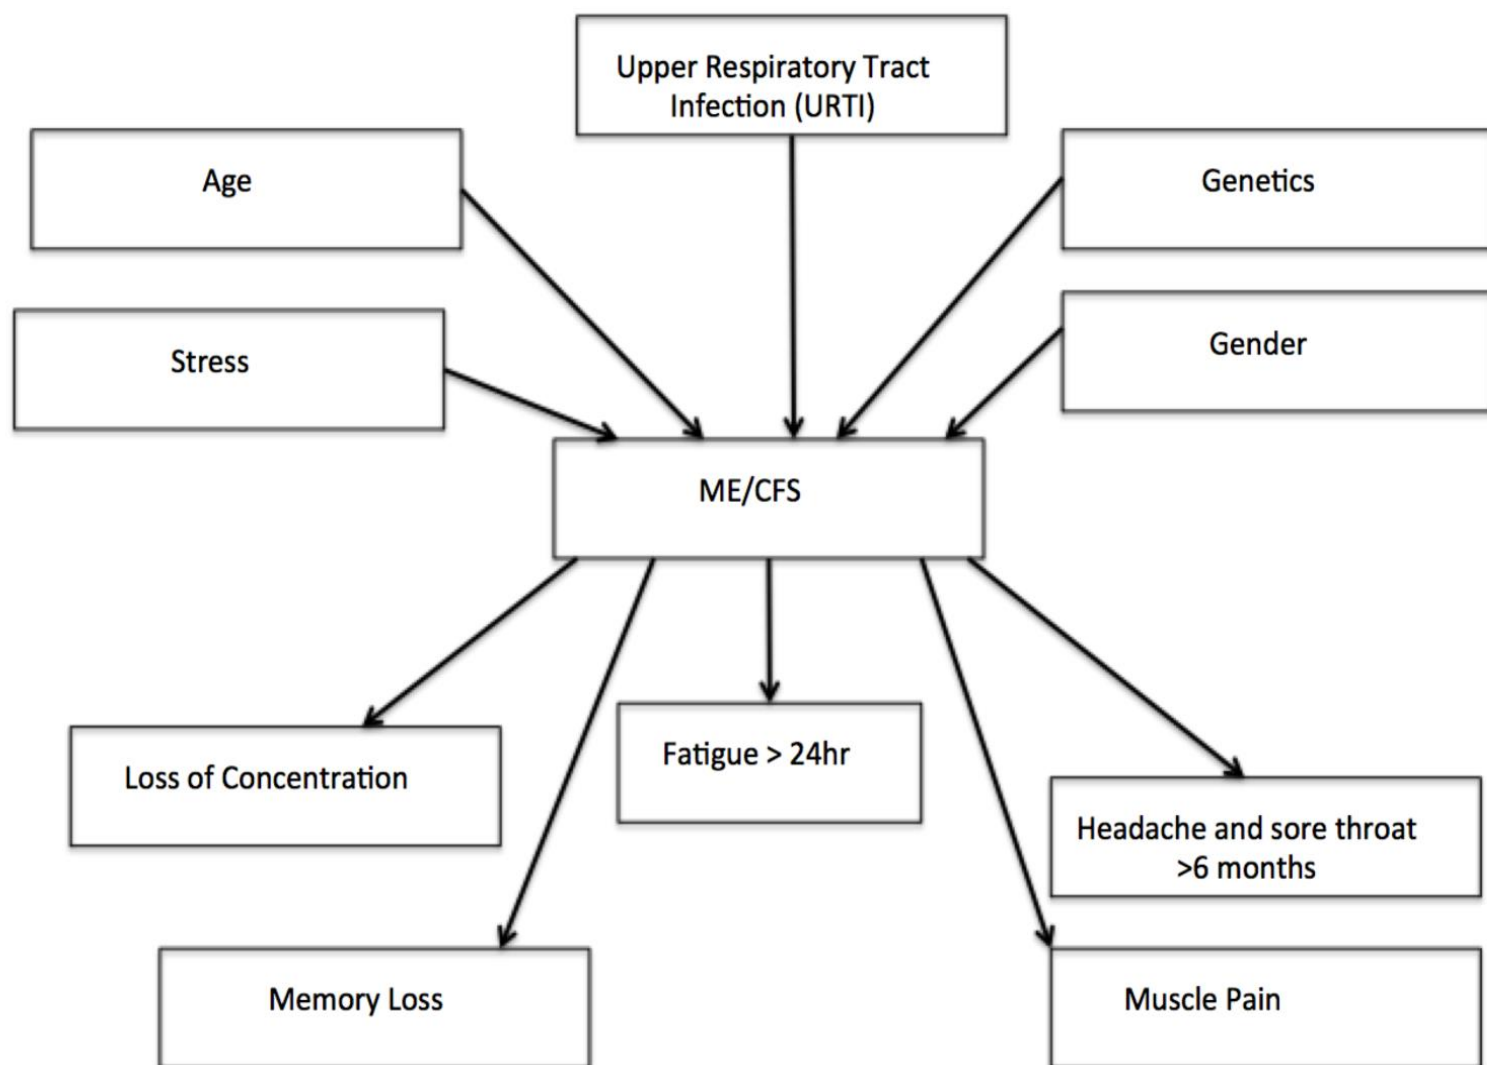 Upper Respiratory Tract
Infection (URTI)
Age
Genetics
Stress
Gender
ME/CFS
Loss of Concentration
Fatigue > 24hr
Headache and sore throat
>6 months
Memory Loss
Muscle Pain